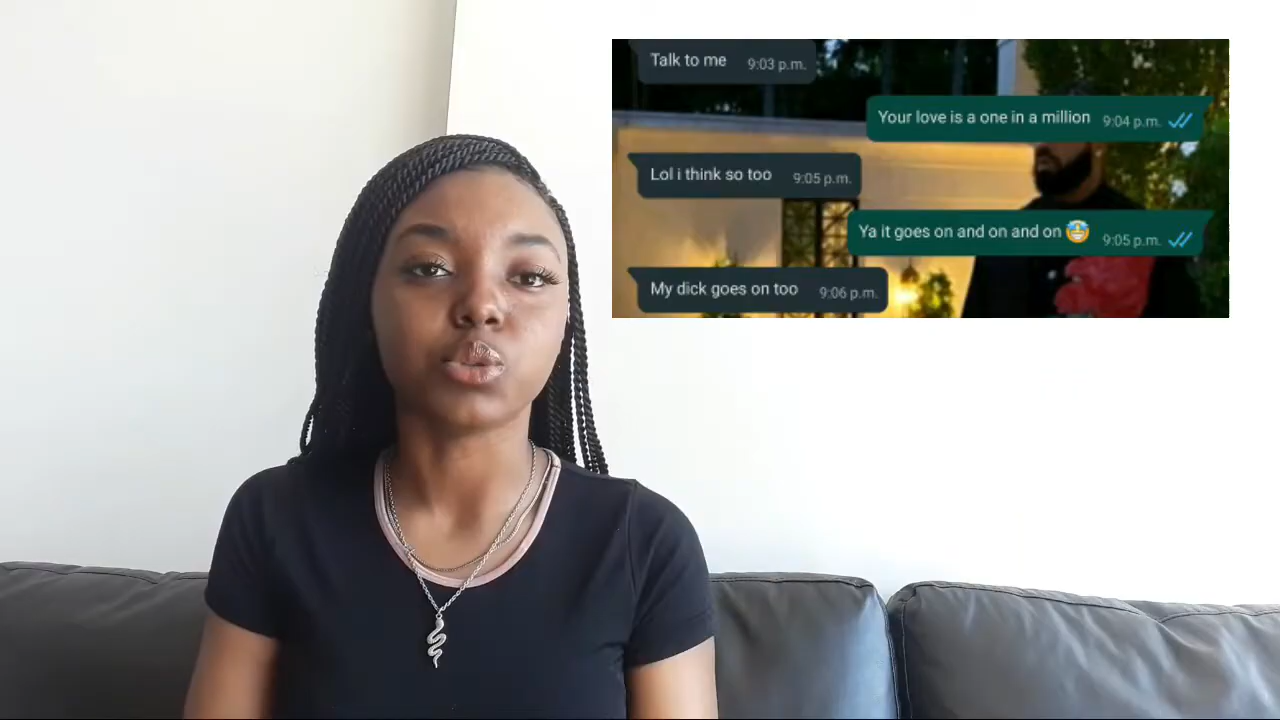 Talk to me 9:03 p.m.
Your love is a one in a million 9:04 p.m.
Lol i think so too 9:05 p.m.
Ya it goes on and on and on 🤩 9:05 p.m.
My dick goes on too 9:06 p.m.